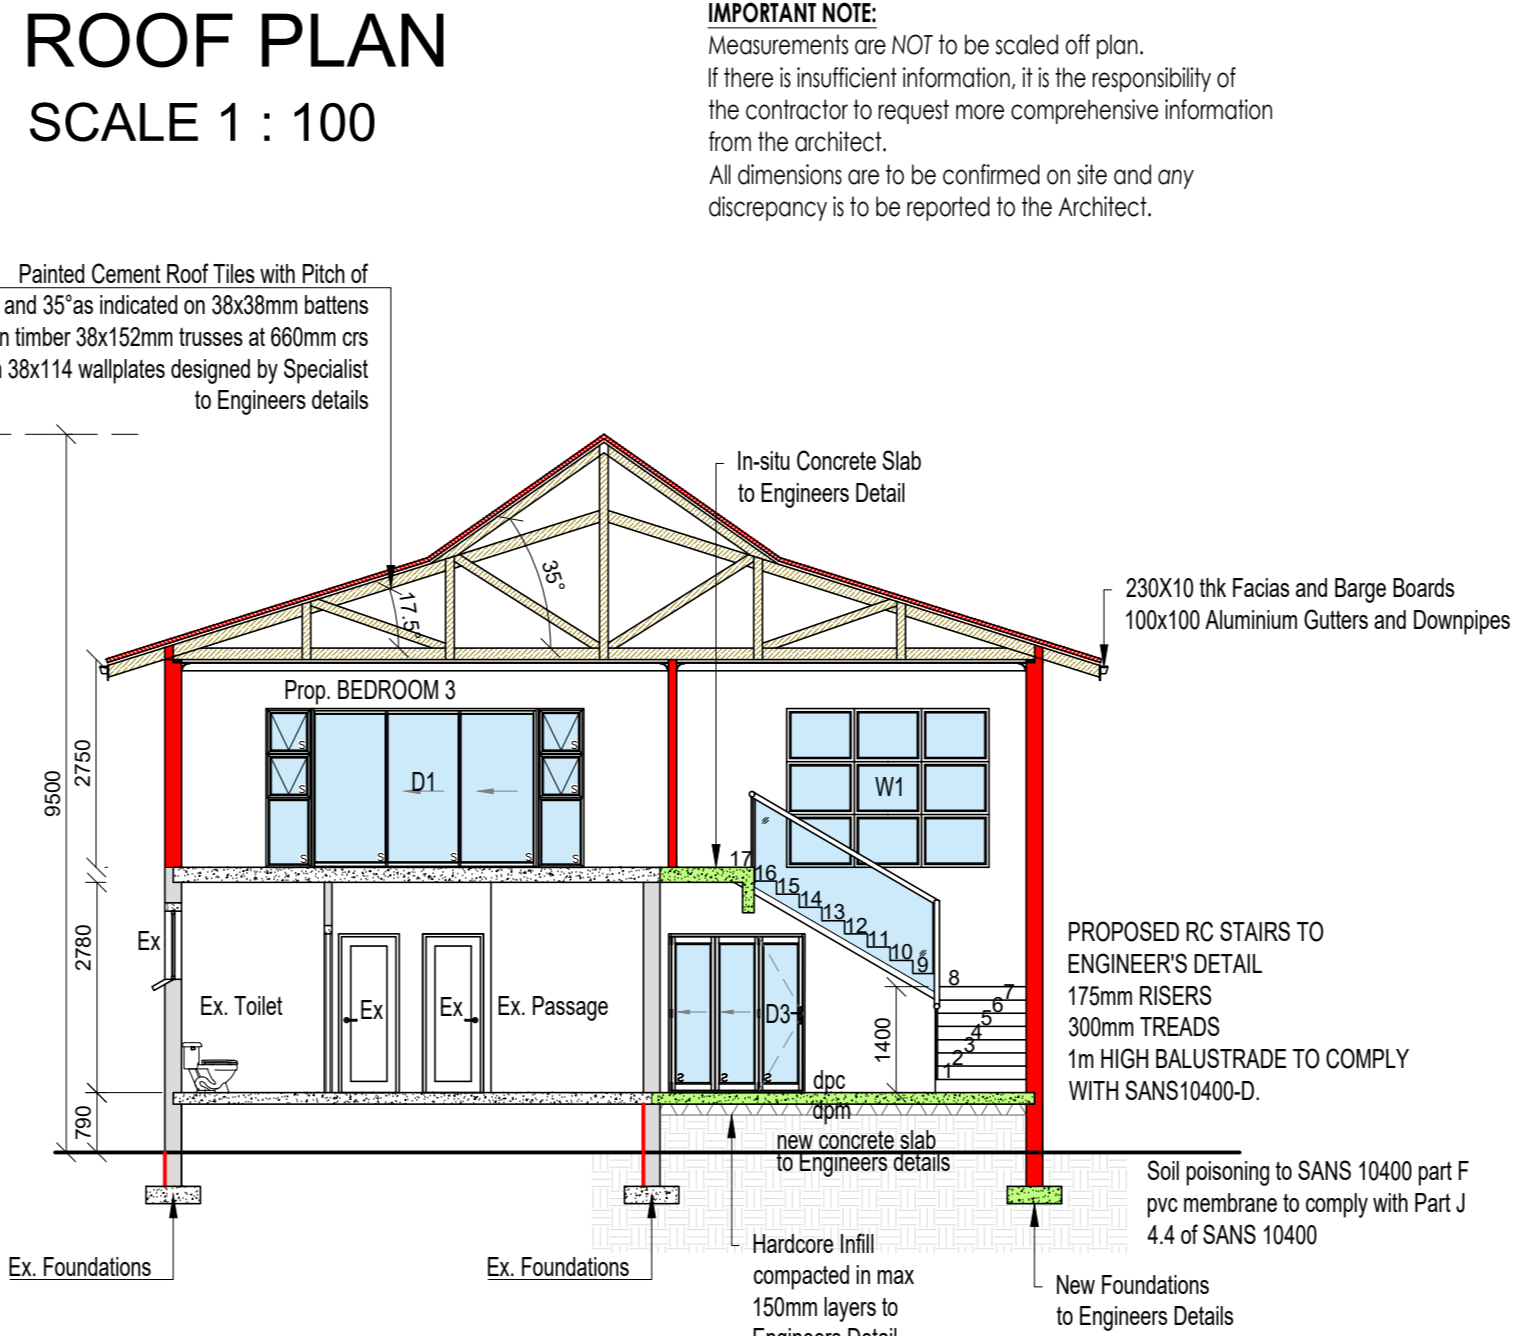 ROOF PLAN
SCALE 1 : 100
IMPORTANT NOTE:
Measurements are NOT to be scaled off plan.
If there is insufficient information, it is the responsibility of
the contractor to request more comprehensive information
from the architect.
All dimensions are to be confirmed on site and any
discrepancy is to be reported to the Architect.
Painted Cement Roof Tiles with Pitch of
and 35°as indicated on 38x38mm battens
n timber 38x152mm trusses at 660mm crs
38x114 wallplates designed by Specialist
to Engineers details
In-situ Concrete Slab
to Engineers Detail
35°
17.5°
230X10 thk Facias and Barge Boards
100x100 Aluminium Gutters and Downpipes
Prop. BEDROOM 3
S
S
D1
S
S
S
S
S
S
S
W1
9500
2750
2780
790
17
16
15
14
13
12
11
10
9
8
7
6
5
4
3
2
1
1400
Ex
Ex. Toilet
Ex
Ex.
Ex. Passage
D3
S
S
S
PROPOSED RC STAIRS TO
ENGINEER'S DETAIL
175mm RISERS
300mm TREADS
1m HIGH BALUSTRADE TO COMPLY
WITH SANS10400-D.
dpc
dpm
new concrete slab
to Engineers details
Soil poisoning to SANS 10400 part F
pvc membrane to comply with Part J
4.4 of SANS 10400
Ex. Foundations
Ex. Foundations
Hardcore Infill
compacted in max
150mm layers to
Engineers Detail
New Foundations
to Engineers Details